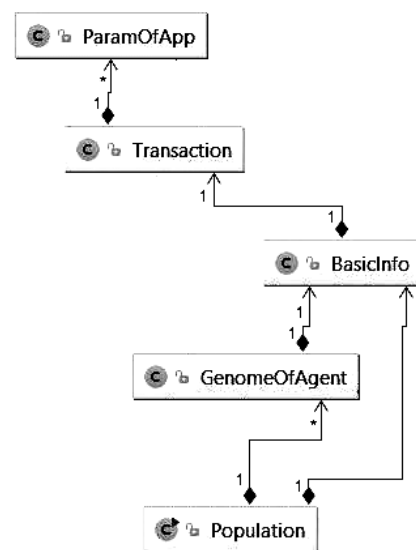 C ParamOfApp
*
1
C Transaction
1
1
C BasicInfo
1
1
C GenomeOfAgent
*
1
1
C Population